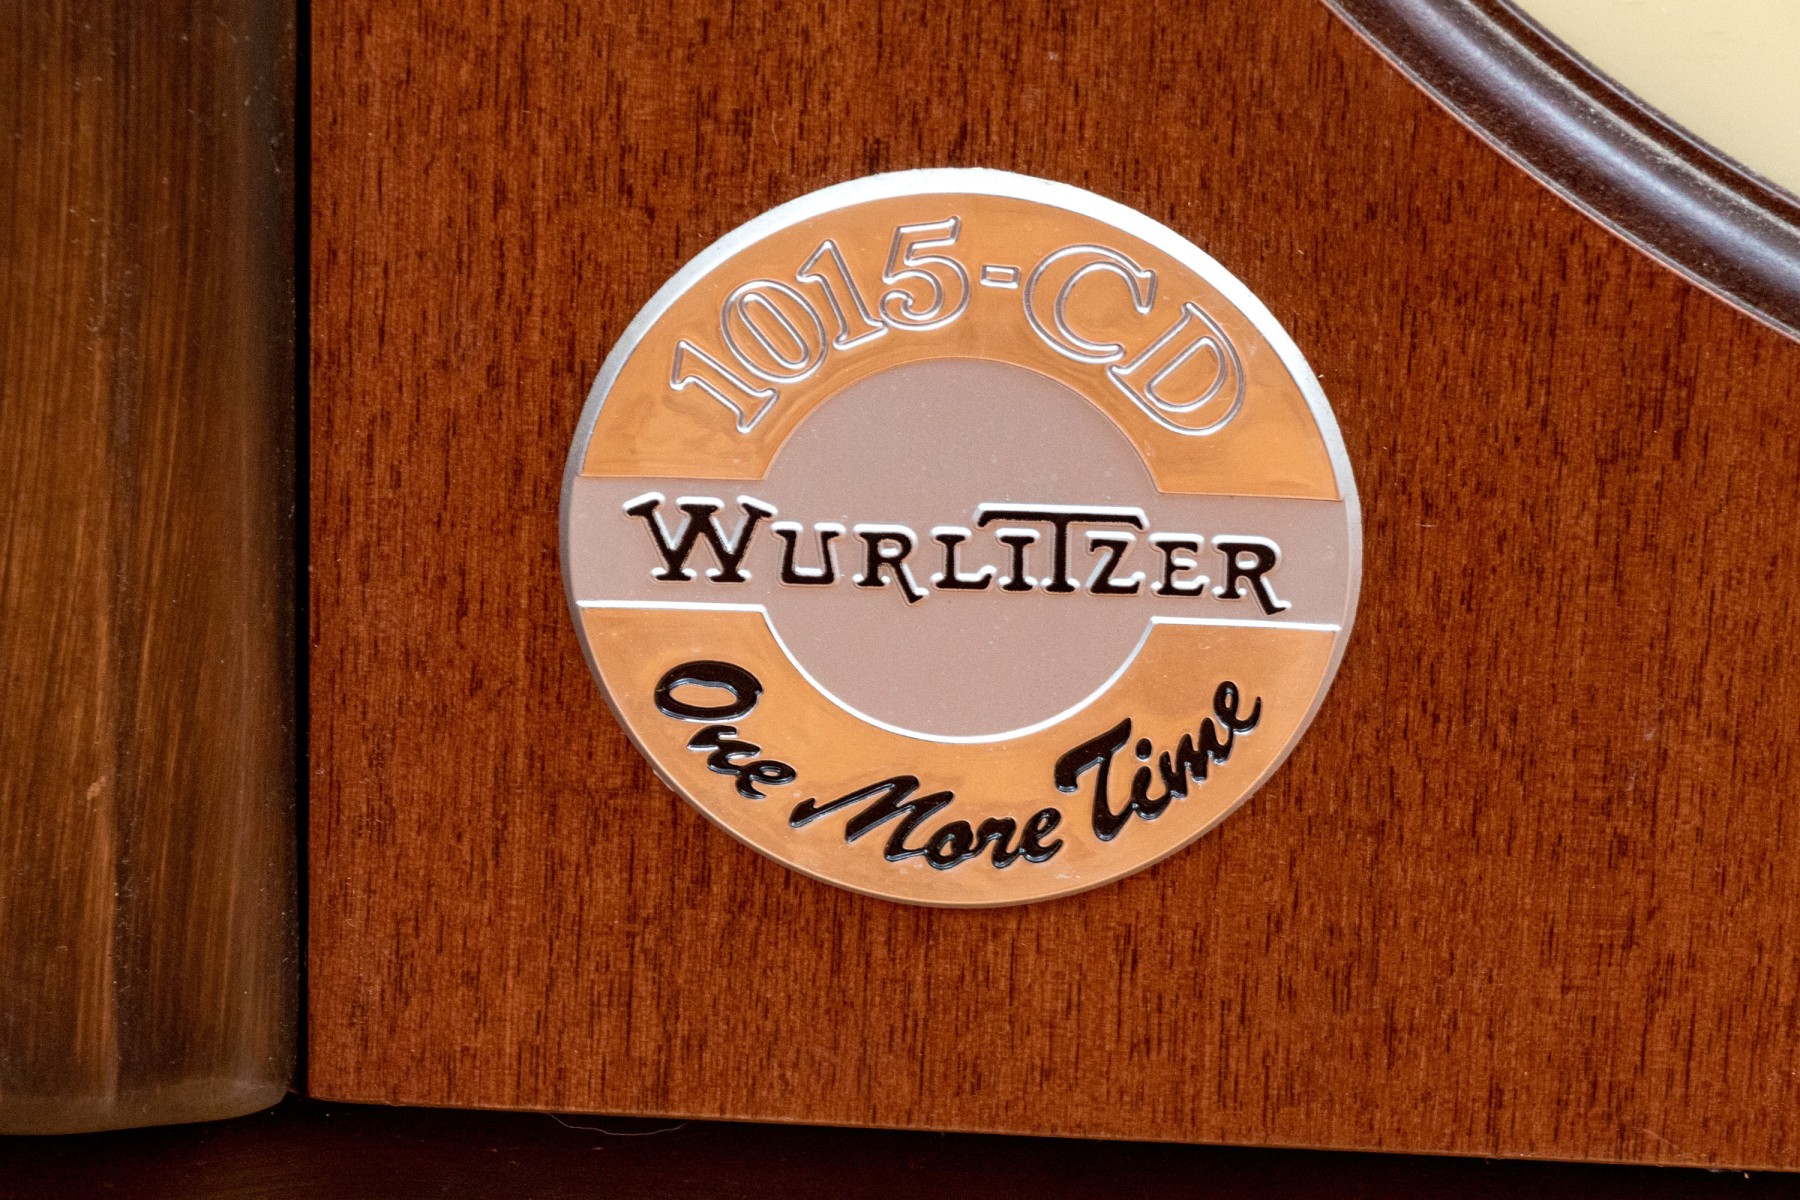 1015-CD
WURLITZER
One More Time